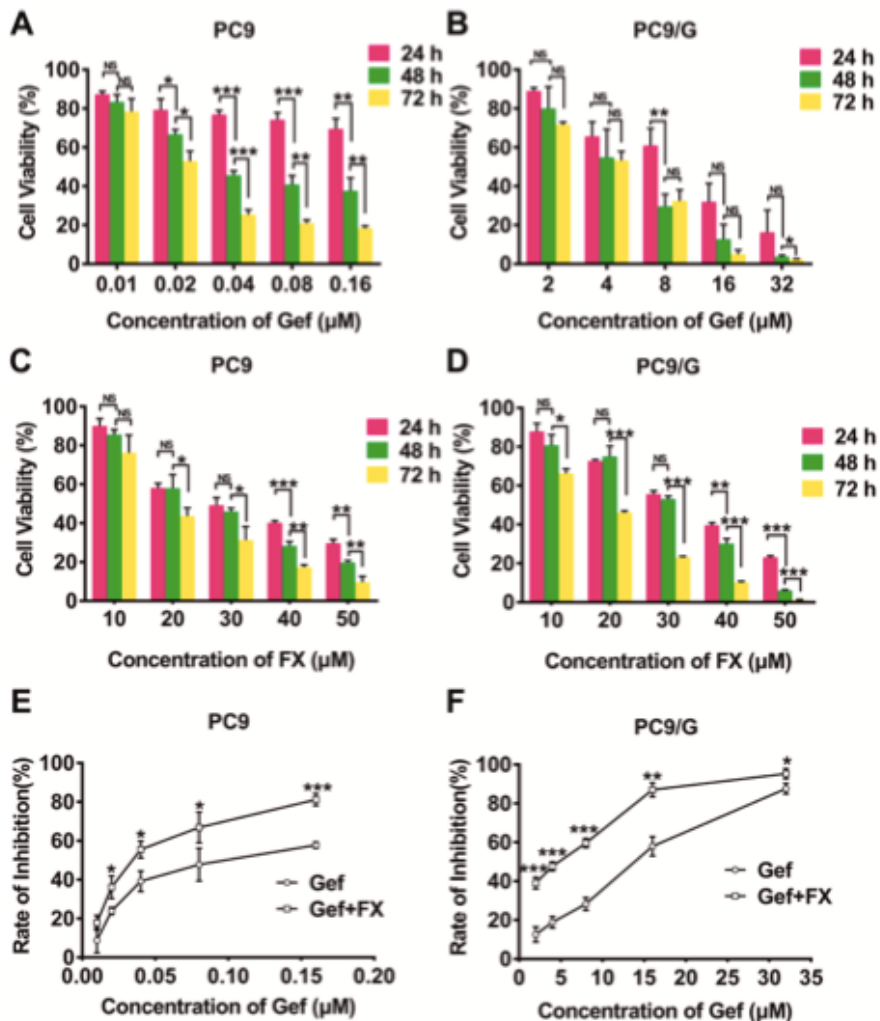 A
PC9
24 h
48 h
72 h
Cell Viability (%)
100
80
60
40
20
0
NS
NS
*
*
***
***
***
**
**
**
0.01 0.02 0.04 0.08 0.16
Concentration of Gef (µM)
B
PC9/G
24 h
48 h
72 h
Cell Viability (%)
100
80
60
40
20
0
NS
NS
NS
NS
**
NS
NS
NS
NS
*
2 4 8 16 32
Concentration of Gef (µM)
C
PC9
24 h
48 h
72 h
Cell Viability (%)
100
80
60
40
20
0
NS
NS
NS
*
NS
*
***
**
**
**
10 20 30 40 50
Concentration of FX (µM)
D
PC9/G
24 h
48 h
72 h
Cell Viability (%)
100
80
60
40
20
0
NS
*
NS
***
NS
***
**
***
***
***
10 20 30 40 50
Concentration of FX (µM)
E
PC9
Rate of Inhibition(%)
100
80
60
40
20
0
*
*
*
***
Gef
Gef+FX
0.00 0.05 0.10 0.15 0.20
Concentration of Gef (µM)
F
PC9/G
Rate of Inhibition(%)
100
80
60
40
20
0
***
***
***
**
*
Gef
Gef+FX
0 5 10 15 20 25 30 35
Concentration of Gef (µM)